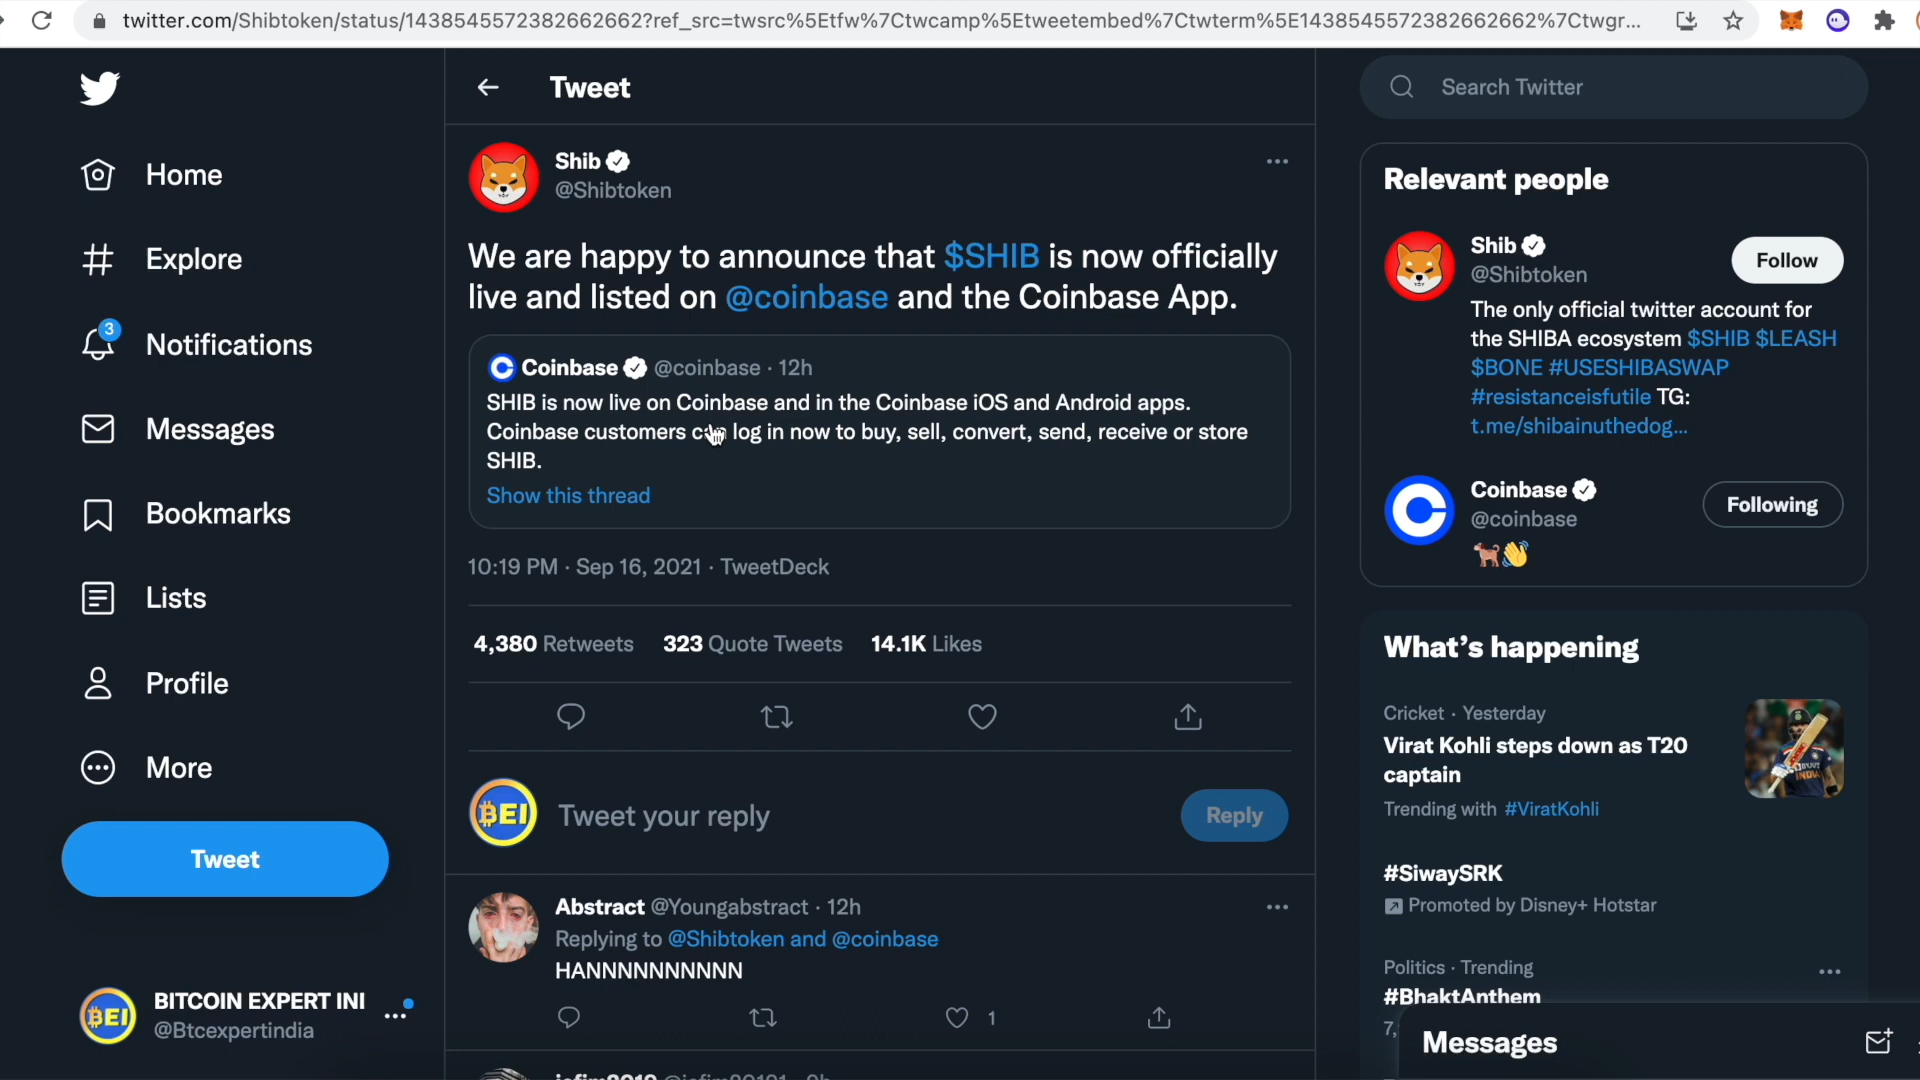 twitter.com/Shibtoken/status/1438545572382662662?ref_src=twsrc%5Etfw%7Ctwcamp%5Etweetembed%7Ctwterm%5E1438545572382662662%7Ctwgr...
Home
Explore
3
Notifications
Messages
Bookmarks
Lists
Profile
More
Tweet
BEI
BITCOIN EXPERT INI
@Btcexpertindia
Tweet
Shib
@Shibtoken
We are happy to announce that $SHIB is now officially
live and listed on @coinbase and the Coinbase App.
Coinbase @coinbase · 12h
SHIB is now live on Coinbase and in the Coinbase iOS and Android apps.
Coinbase customers can log in now to buy, sell, convert, send, receive or store
SHIB.
Show this thread
10:19 PM · Sep 16, 2021 · TweetDeck
4,380 Retweets 323 Quote Tweets 14.1K Likes
BEI
Tweet your reply
Reply
Abstract @Youngabstract · 12h
Replying to @Shibtoken and @coinbase
HANNNNNNNNNN
1
Search Twitter
Relevant people
Shib
@Shibtoken
Follow
The only official twitter account for
the SHIBA ecosystem $SHIB $LEASH
$BONE #USESHIBASWAP
#resistanceisfutile TG:
t.me/shibainuthedog...
Coinbase
@coinbase
Following
🐕👋
What's happening
Cricket · Yesterday
Virat Kohli steps down as T20
captain
Trending with #ViratKohli
#SiwaySRK
Promoted by Disney+ Hotstar
Politics · Trending
#BhaktAnthem
7,
Messages